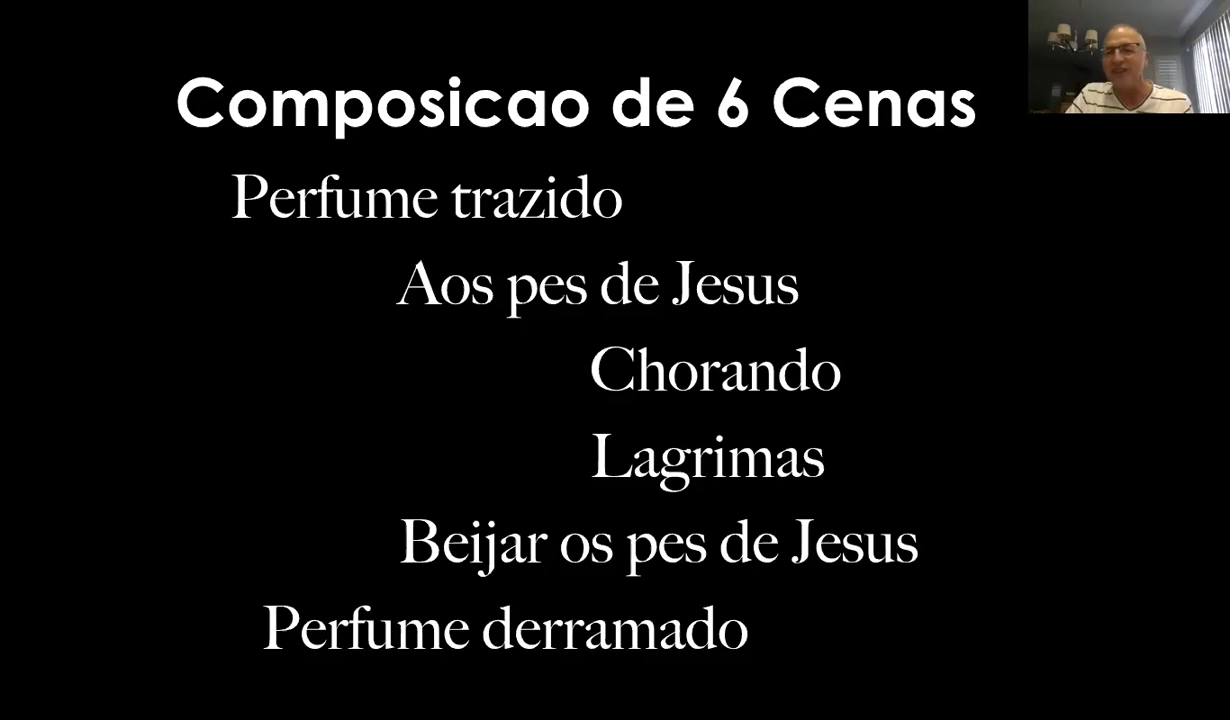 Composicao de 6 Cenas
Perfume trazido
Aos pes de Jesus
Chorando
Lagrimas
Beijar os pes de Jesus
Perfume derramado